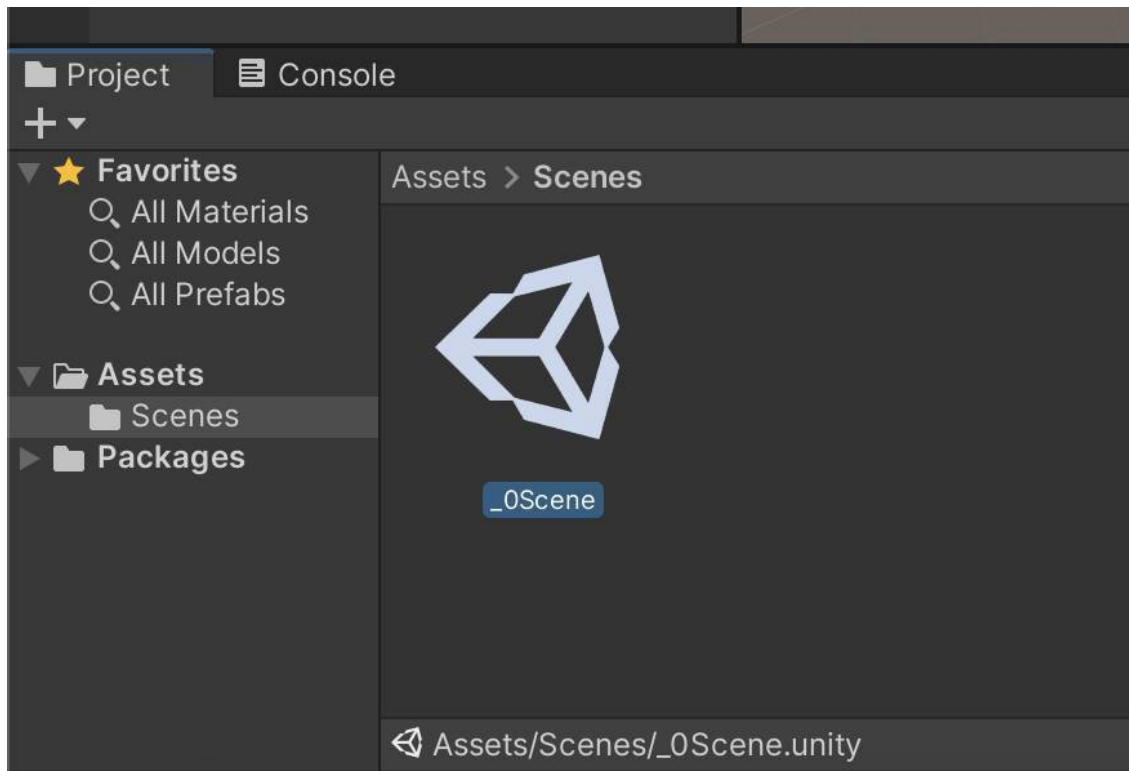 Project
Console
Favorites
All Materials
All Models
All Prefabs
Assets
Scenes
Packages
Assets > Scenes
_0Scene
Assets/Scenes/_0Scene.unity